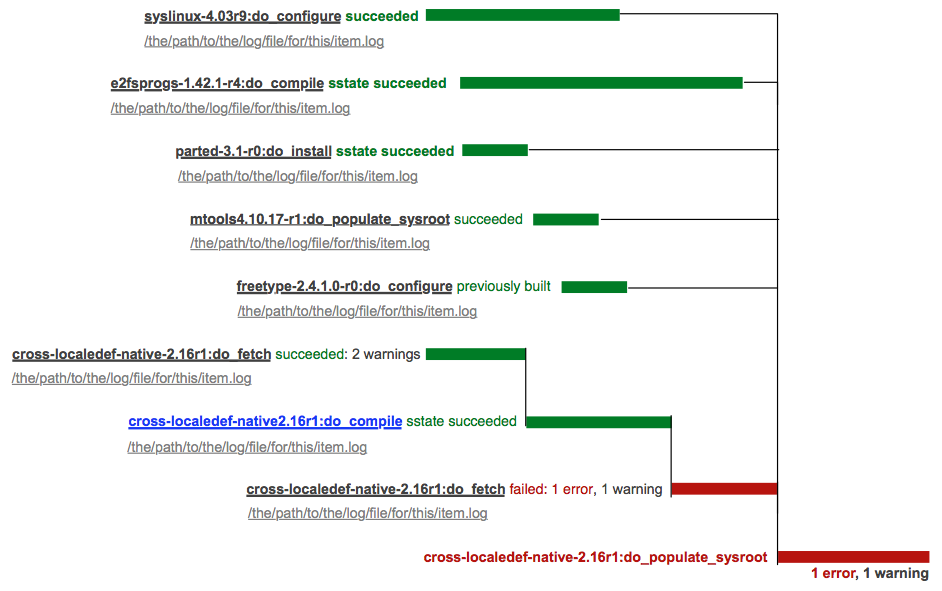 syslinux-4.03r9:do_configure succeeded
/the/path/to/the/log/file/for/this/item.log
e2fsprogs-1.42.1-r4:do_compile sstate succeeded
/the/path/to/the/log/file/for/this/item.log
parted-3.1-r0:do_install sstate succeeded
/the/path/to/the/log/file/for/this/item.log
mtools4.10.17-r1:do_populate_sysroot succeeded
/the/path/to/the/log/file/for/this/item.log
freetype-2.4.1.0-r0:do_configure previously built
/the/path/to/the/log/file/for/this/item.log
cross-localedef-native-2.16r1:do_fetch succeeded: 2 warnings
/the/path/to/the/log/file/for/this/item.log
cross-localedef-native2.16r1:do_compile sstate succeeded
/the/path/to/the/log/file/for/this/item.log
cross-localedef-native-2.16r1:do_fetch failed: 1 error, 1 warning
/the/path/to/the/log/file/for/this/item.log
cross-localedef-native-2.16r1:do_populate_sysroot
1 error, 1 warning